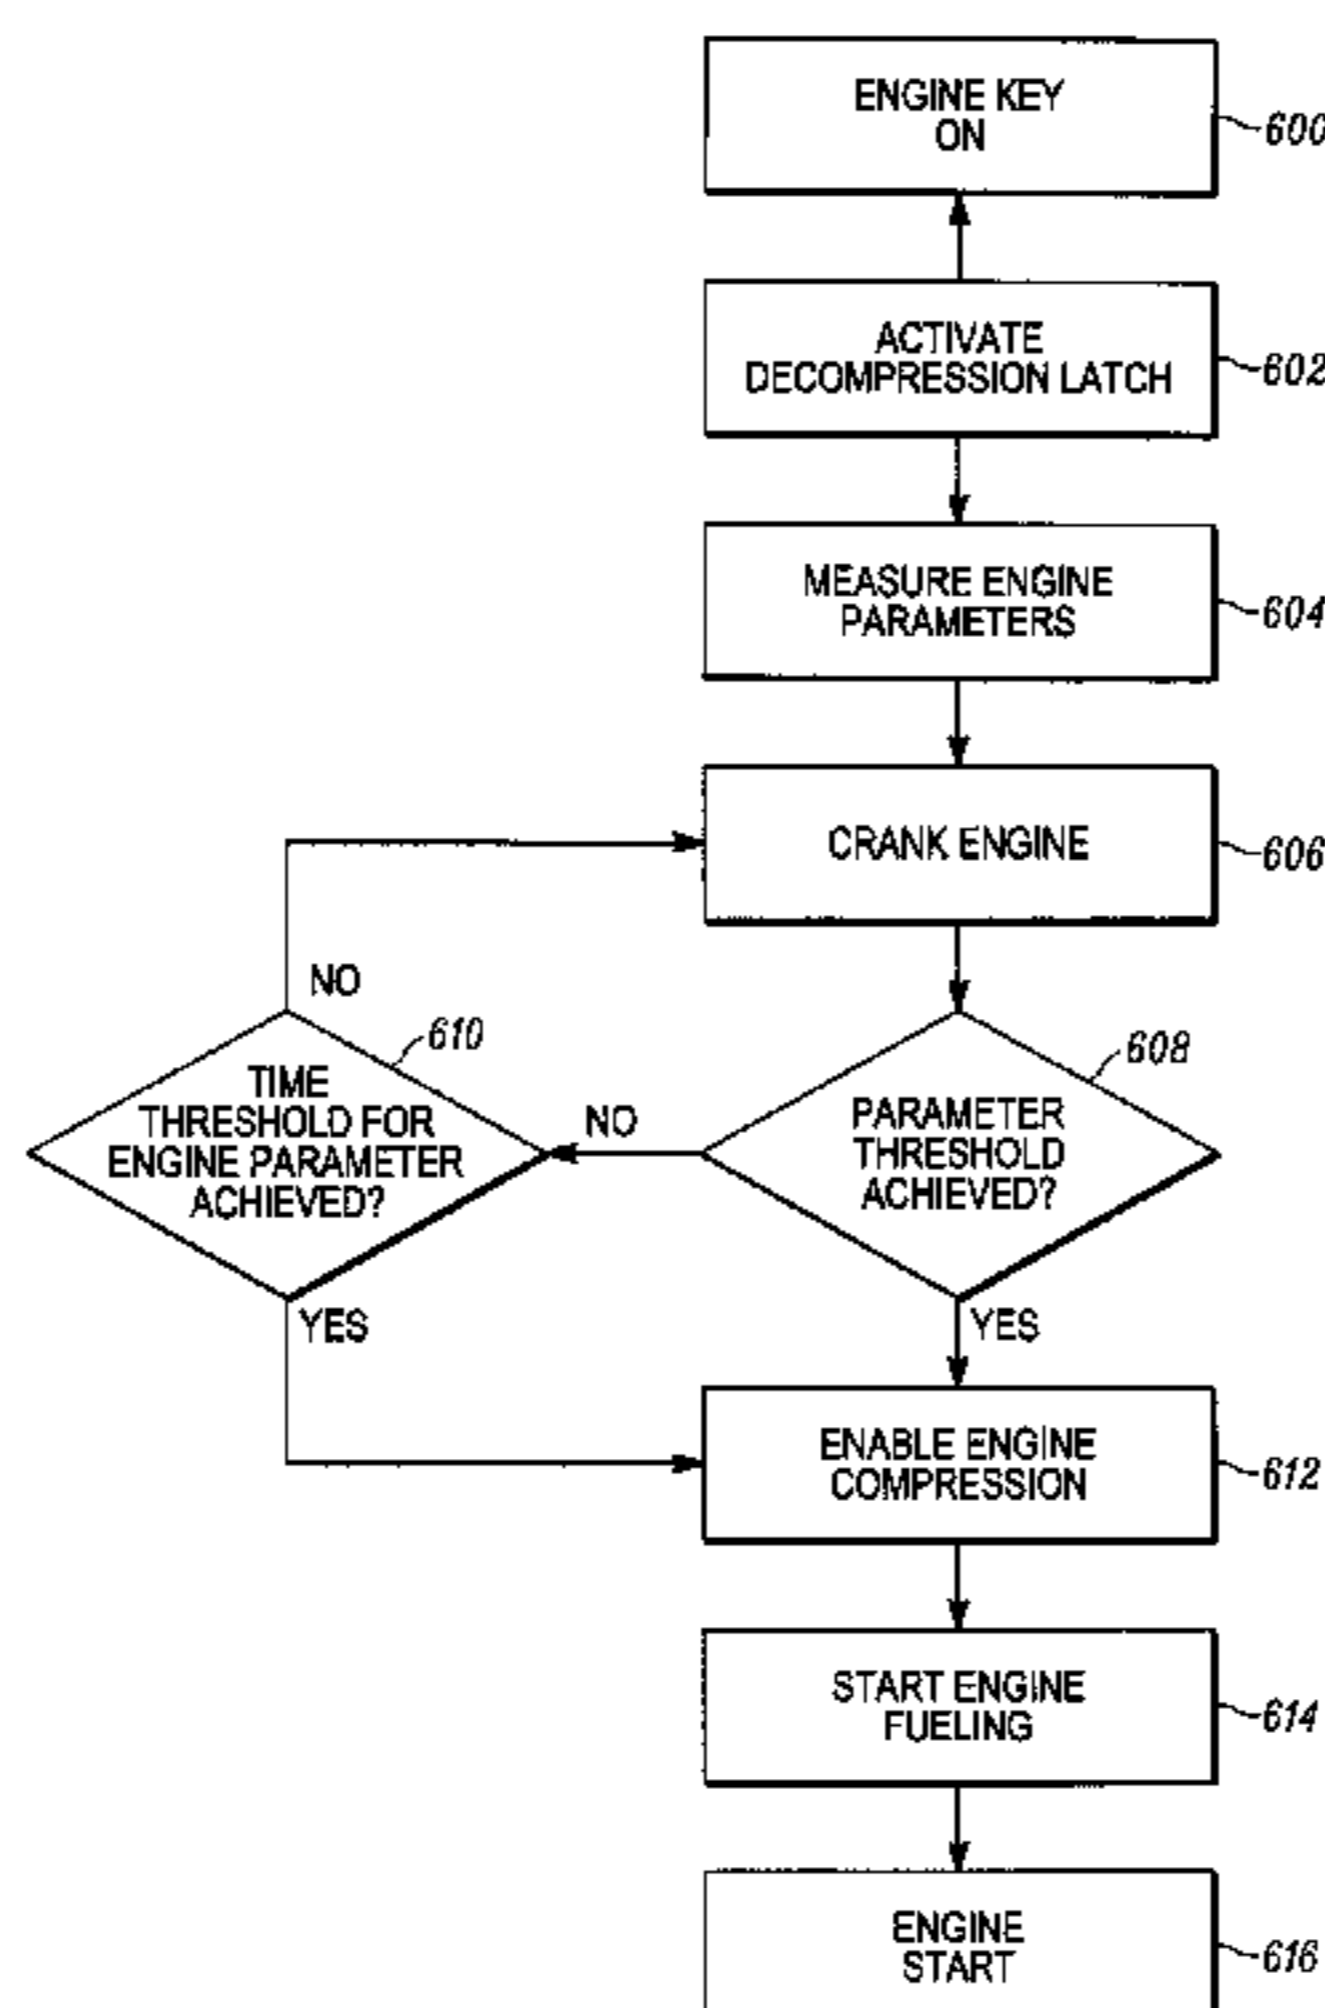 ENGINE KEY
ON
600
ACTIVATE
DECOMPRESSION LATCH
602
MEASURE ENGINE
PARAMETERS
604
CRANK ENGINE
606
NO
610
TIME
THRESHOLD FOR
ENGINE PARAMETER
ACHIEVED?
NO
608
PARAMETER
THRESHOLD
ACHIEVED?
YES
YES
ENABLE ENGINE
COMPRESSION
612
START ENGINE
FUELING
614
ENGINE
START
616